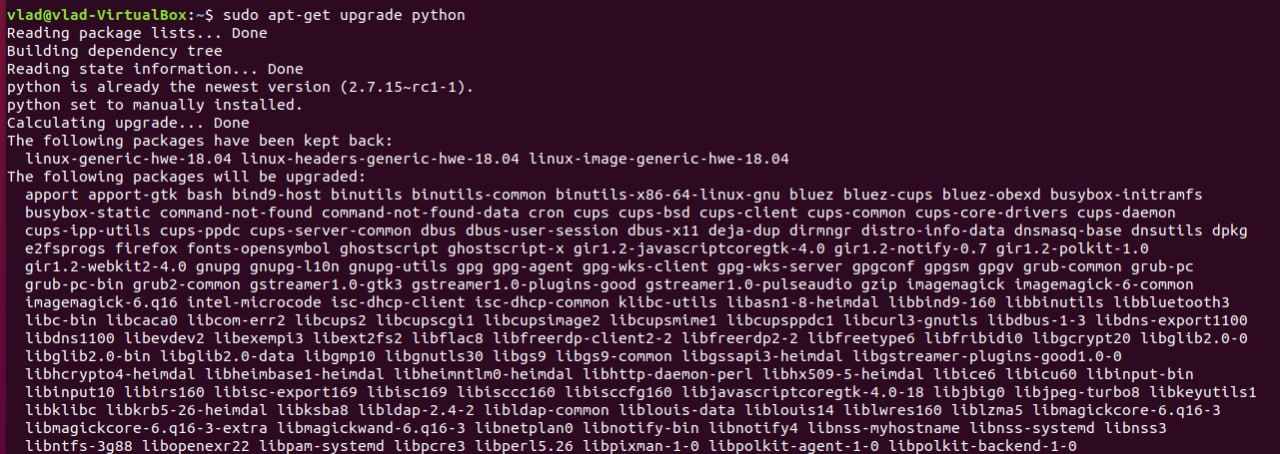 vlad@vlad-VirtualBox:~$ sudo apt-get upgrade python
Reading package lists... Done
Building dependency tree
Reading state information... Done
python is already the newest version (2.7.15~rc1-1).
python set to manually installed.
Calculating upgrade... Done
The following packages have been kept back:
  linux-generic-hwe-18.04 linux-headers-generic-hwe-18.04 linux-image-generic-hwe-18.04
The following packages will be upgraded:
  apport apport-gtk bash bind9-host binutils binutils-common binutils-x86-64-linux-gnu bluez bluez-cups bluez-obexd busybox-initramfs
  busybox-static command-not-found command-not-found-data cron cups cups-bsd cups-client cups-common cups-core-drivers cups-daemon
  cups-ipp-utils cups-ppdc cups-server-common dbus dbus-user-session dbus-x11 deja-dup dirmngr distro-info-data dnsmasq-base dnsutils dpkg
  e2fsprogs firefox fonts-opensymbol ghostscript ghostscript-x gir1.2-javascriptcoregtk-4.0 gir1.2-notify-0.7 gir1.2-polkit-1.0
  gir1.2-webkit2-4.0 gnupg gnupg-l10n gnupg-utils gpg gpg-agent gpg-wks-client gpg-wks-server gpgconf gpgsm gpgv grub-common grub-pc
  grub-pc-bin grub2-common gstreamer1.0-gtk3 gstreamer1.0-plugins-good gstreamer1.0-pulseaudio gzip imagemagick imagemagick-6-common
  imagemagick-6.q16 intel-microcode isc-dhcp-client isc-dhcp-common klibc-utils libasn1-8-heimdal libbind9-160 libbinutils libbluetooth3
  libc-bin libcaca0 libcom-err2 libcups2 libcupscgi1 libcupsimage2 libcupsmime1 libcupsppdc1 libcurl3-gnutls libdbus-1-3 libdns-export1100
  libdns1100 libevdev2 libexempi3 libext2fs2 libflac8 libfreerdp-client2-2 libfreerdp2-2 libfreetype6 libfribidi0 libgcrypt20 libglib2.0-0
  libglib2.0-bin libglib2.0-data libgmp10 libgnutls30 libgs9 libgs9-common libgssapi3-heimdal libgstreamer-plugins-good1.0-0
  libhcrypto4-heimdal libheimbase1-heimdal libheimntlm0-heimdal libhttp-daemon-perl libhx509-5-heimdal libice6 libicu60 libinput-bin
  libinput10 libirs160 libisc-export169 libisc169 libisccc160 libisccfg160 libjavascriptcoregtk-4.0-18 libjbig0 libjpeg-turbo8 libkeyutils1
  libklibc libkrb5-26-heimdal libksba8 libldap-2.4-2 libldap-common liblouis-data liblouis14 liblwres160 liblzma5 libmagickcore-6.q16-3
  libmagickcore-6.q16-3-extra libmagickwand-6.q16-3 libnetplan0 libnotify-bin libnotify4 libnss-myhostname libnss-systemd libnss3
  libntfs-3g88 libopenexr22 libpam-systemd libpcre3 libperl5.26 libpixman-1-0 libpolkit-agent-1-0 libpolkit-backend-1-0